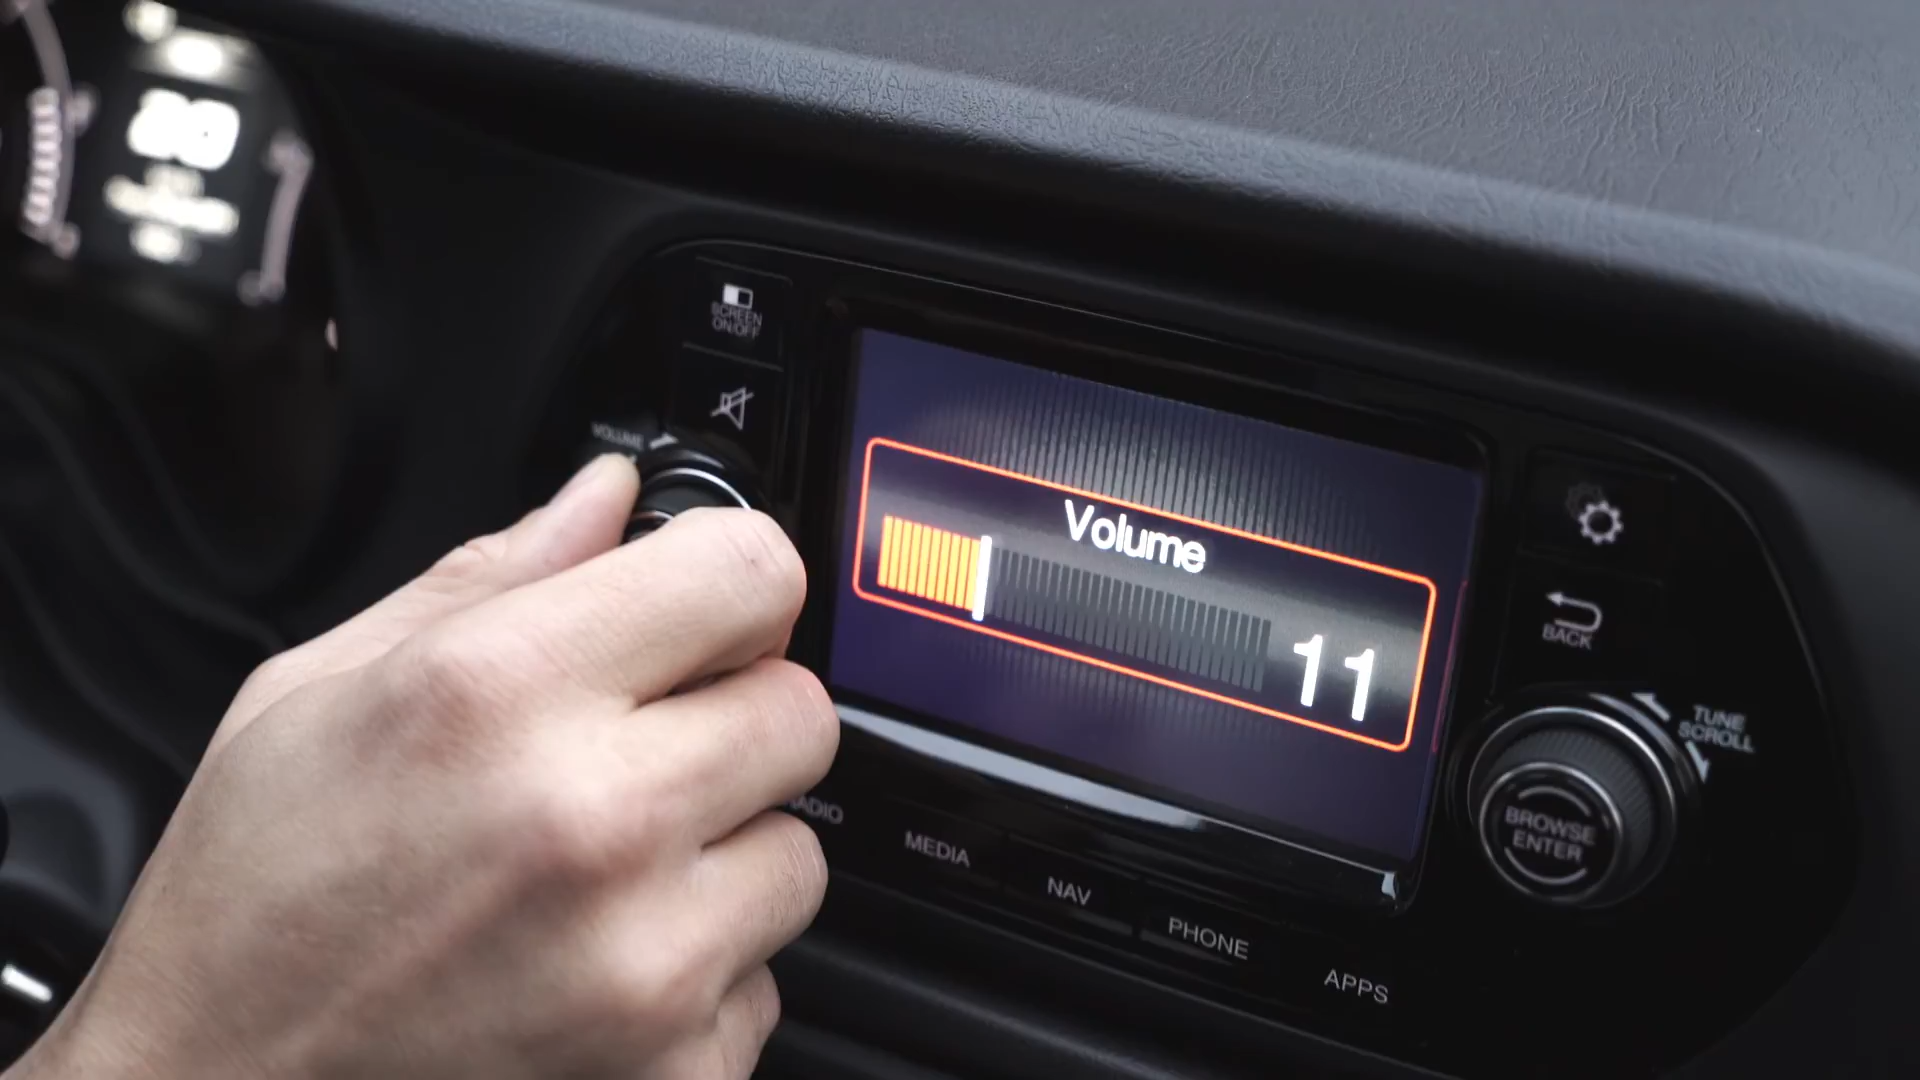 SCREEN
ON/OFF
VOLUME
Volume
11
BACK
TUNE
SCROLL
BROWSE
ENTER
RADIO
MEDIA
NAV
PHONE
APPS